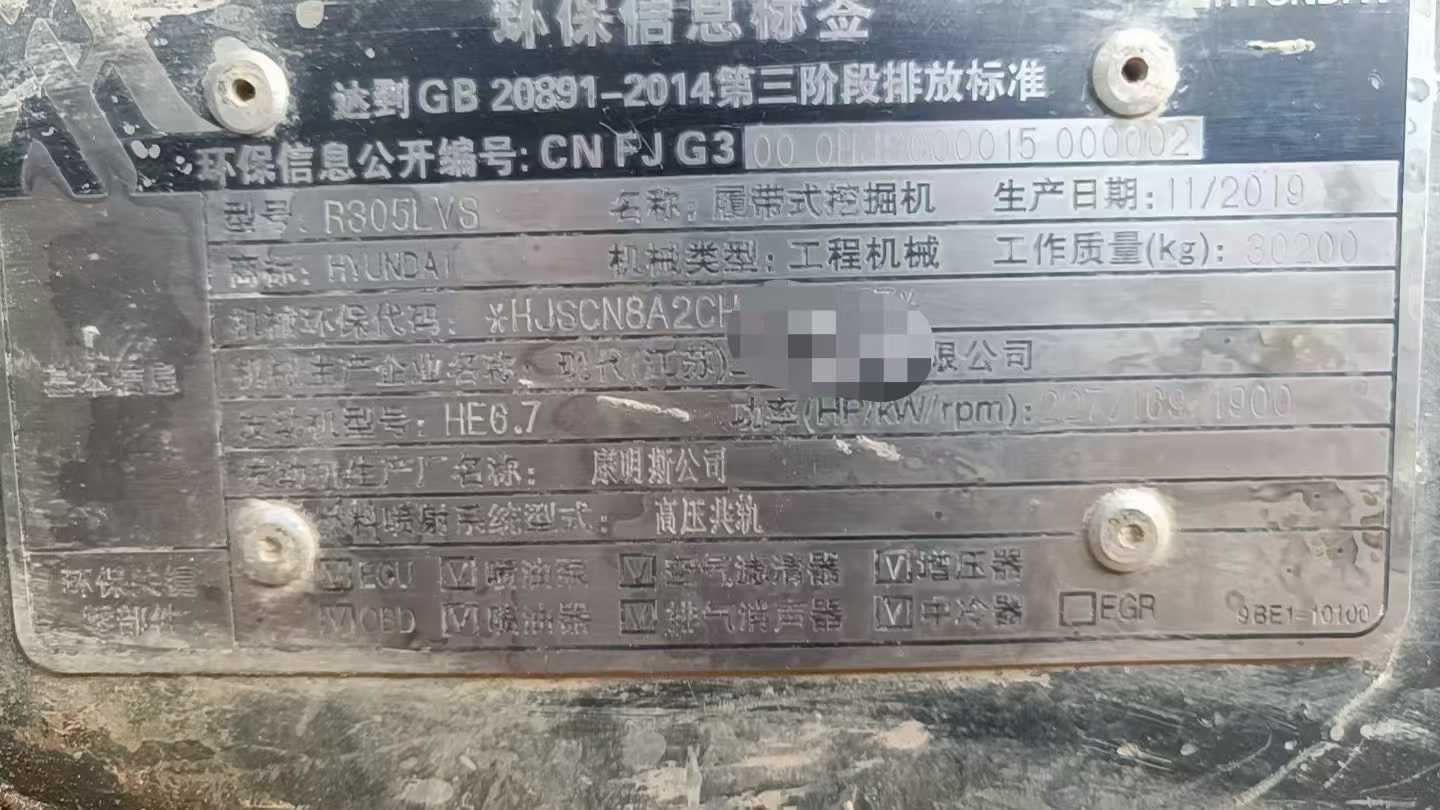 环保信息标签
达到GB 20891-2014第三阶段排放标准
环保信息公开编号: CN FJ G3 00 0HJ 000015 000002
型号: R305LVS 名称: 履带式挖掘机 生产日期: 11/2019
商标: HYUNDAI 机械类型: 工程机械 工作质量(kg): 30200
机械环保代码: *HJSCN8A2CH
机械生产企业名称: 现代(江苏) 限公司
基本信息
发动机型号: HE6.7 功率(HP/kW/rpm): 227/169/1900
发动机生产厂名称: 康明斯公司
燃料喷射系统型式: 高压共轨
环保装置 ECU 喷油泵 空气滤清器 增压器
零部件 OBD 喷油器 排气消声器 中冷器 EGR 9BE1-10100